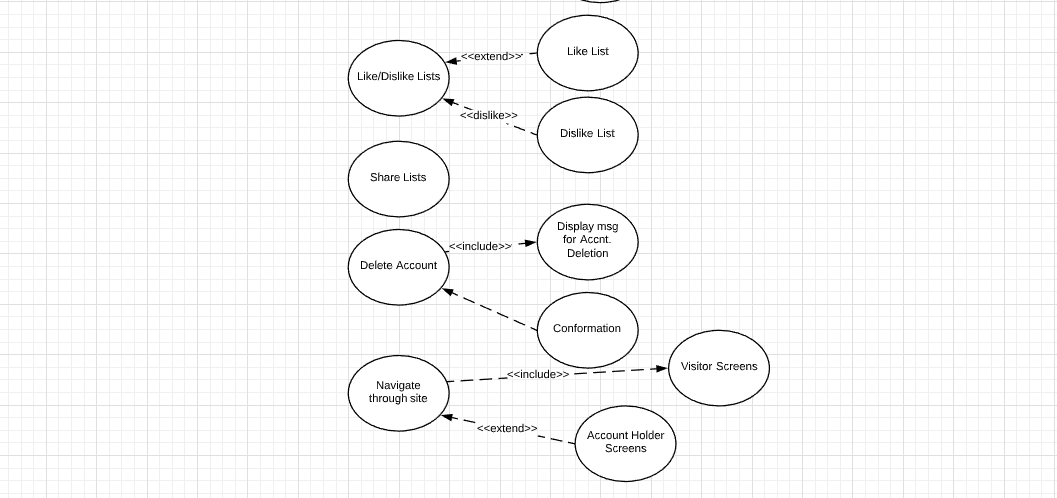 Like List
<<extend>>
Like/Dislike Lists
<<dislike>>
Dislike List
Share Lists
Display msg
for Accnt.
Deletion
<<include>>
Delete Account
Conformation
Visitor Screens
<<include>>
Navigate
through site
<<extend>>
Account Holder
Screens